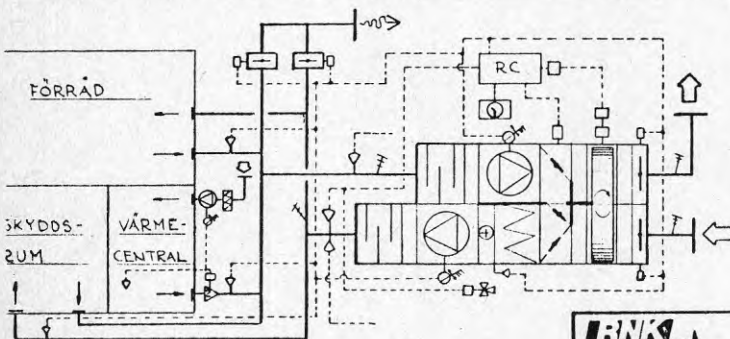 FÖRRÅD
RC
SKYDDS-
RUM
VÄRME-
CENTRAL